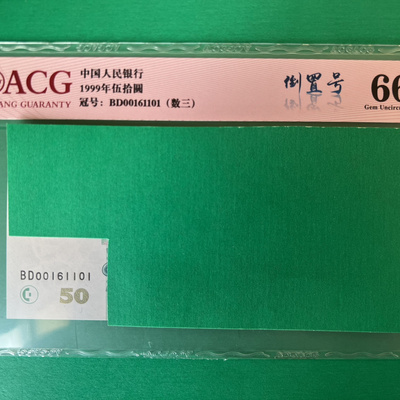 ACG
ANG GUARANTY
中国人民银行
1999年伍拾圆
冠号：BD00161101（数三）
倒置号
66
Gem Uncirc
BD00161101
50